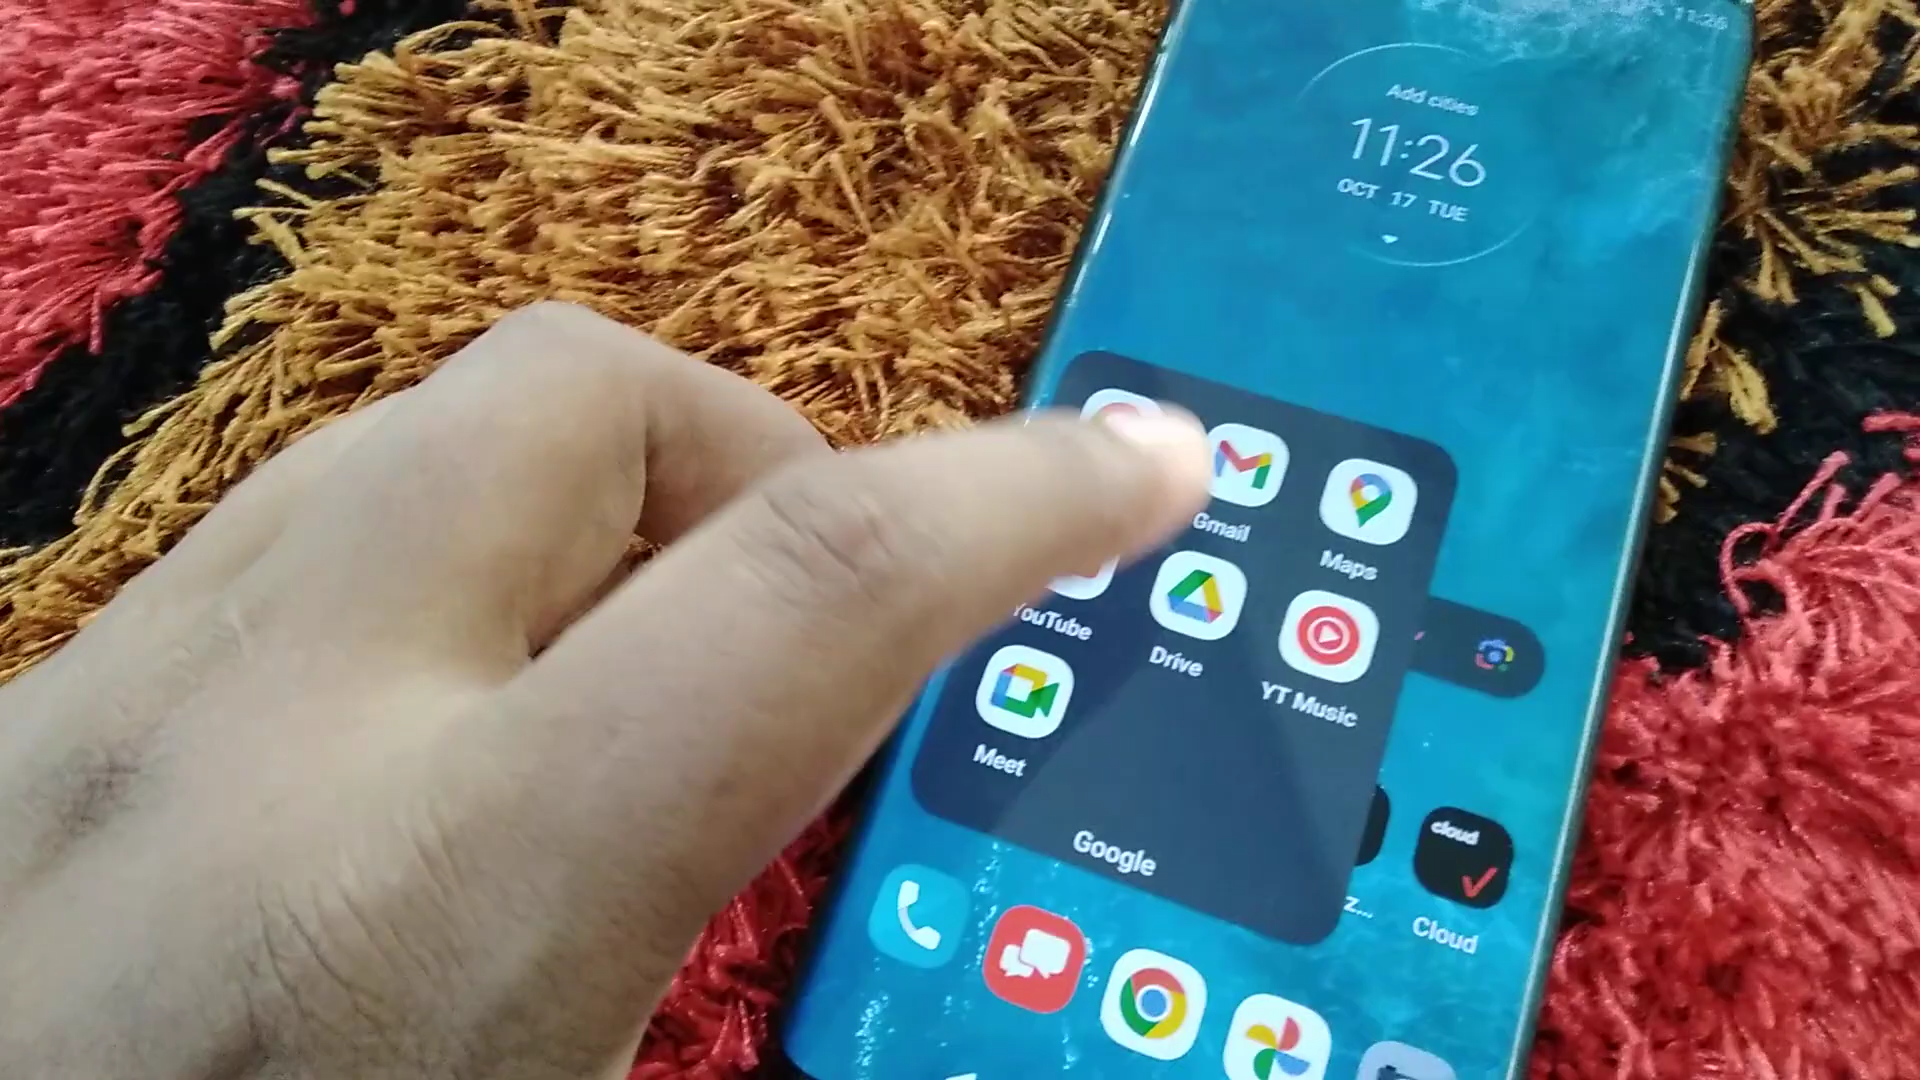 11:26
Add cities
11:26
OCT 17 TUE
Gmail
Maps
YouTube
Drive
YT Music
Meet
Google
z...
cloud
Cloud